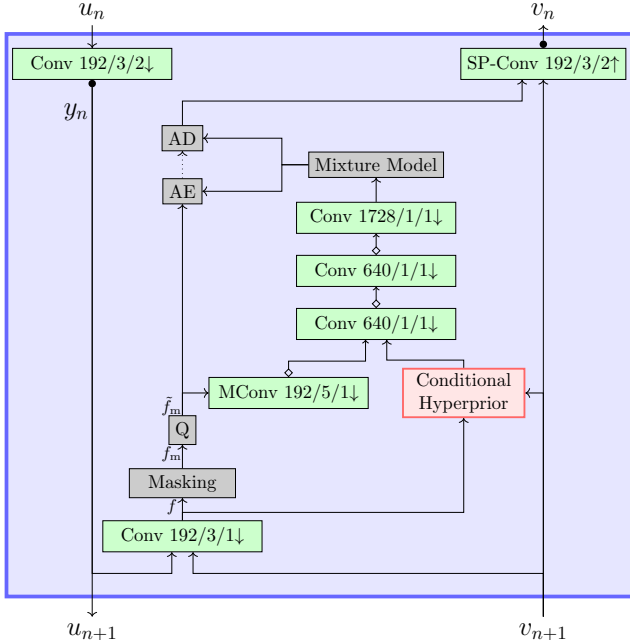 u_n
v_n
Conv 192/3/2↓
SP-Conv 192/3/2↑
y_n
AD
Mixture Model
AE
Conv 1728/1/1↓
Conv 640/1/1↓
Conv 640/1/1↓
Conditional
Hyperprior
MConv 192/5/1↓
f̃_m
Q
f_m
Masking
f
Conv 192/3/1↓
u_{n+1}
v_{n+1}